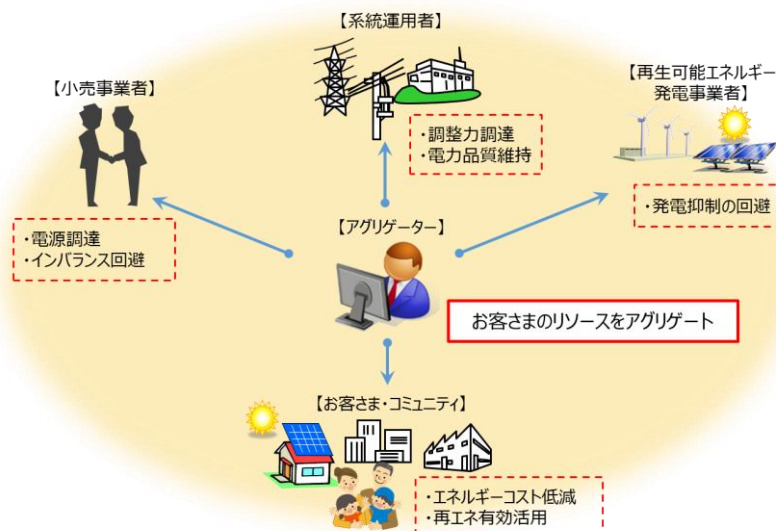 【系統運用者】
・調整力調達
・電力品質維持
【小売事業者】
・電源調達
・インバランス回避
【再生可能エネルギー
発電事業者】
・発電抑制の回避
【アグリゲーター】
お客さまのリソースをアグリゲート
【お客さま・コミュニティ】
・エネルギーコスト低減
・再エネ有効活用